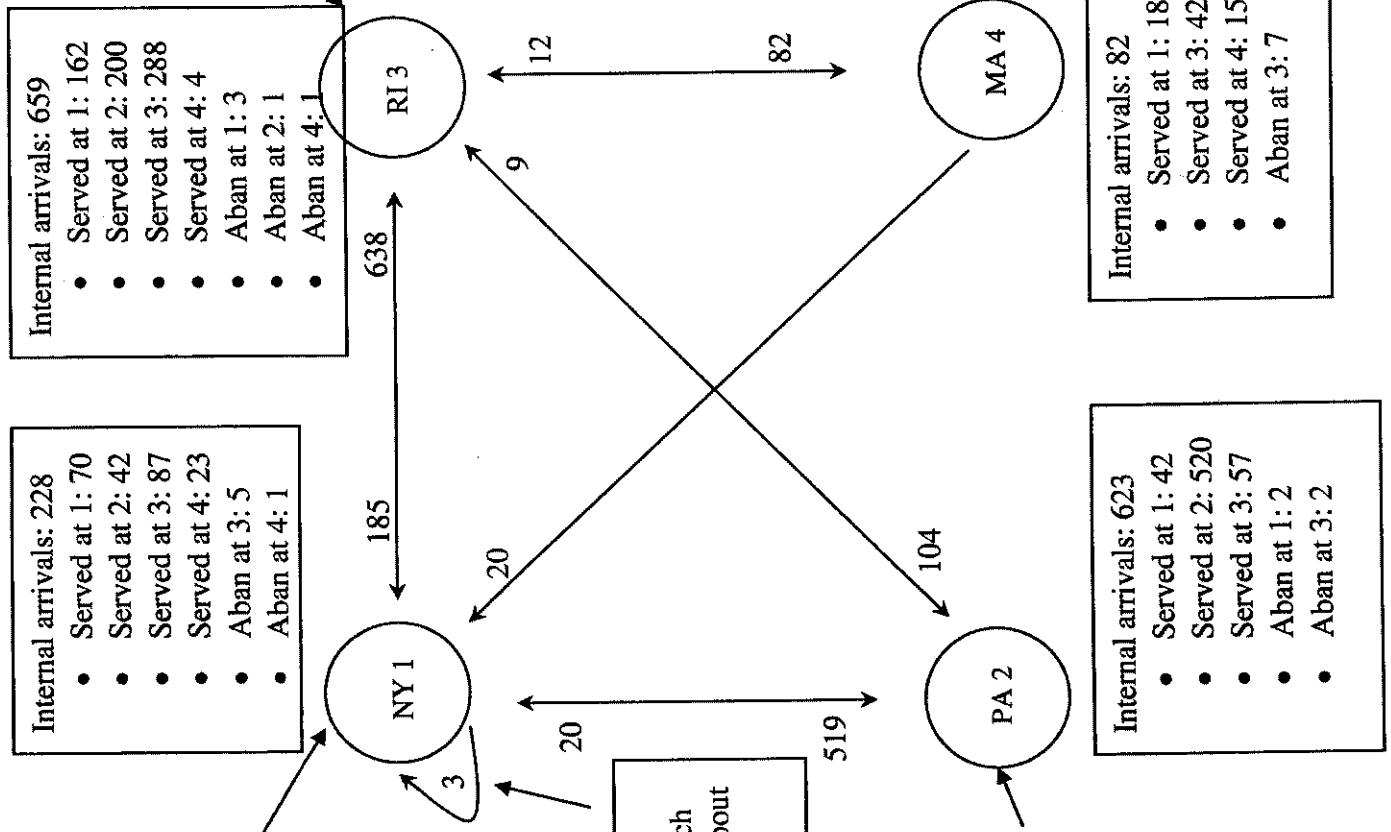 Internal arrivals: 659
• Served at 1: 162
• Served at 2: 200
• Served at 3: 288
• Served at 4: 4
• Aban at 1: 3
• Aban at 2: 1
• Aban at 4: 1
RI 3
12
82
MA 4
Internal arrivals: 82
• Served at 1: 18
• Served at 3: 42
• Served at 4: 15
• Aban at 3: 7
638
9
Internal arrivals: 228
• Served at 1: 70
• Served at 2: 42
• Served at 3: 87
• Served at 4: 23
• Aban at 3: 5
• Aban at 4: 1
185
20
104
NY 1
3
20
519
PA 2
Internal arrivals: 623
• Served at 1: 42
• Served at 2: 520
• Served at 3: 57
• Aban at 1: 2
• Aban at 3: 2